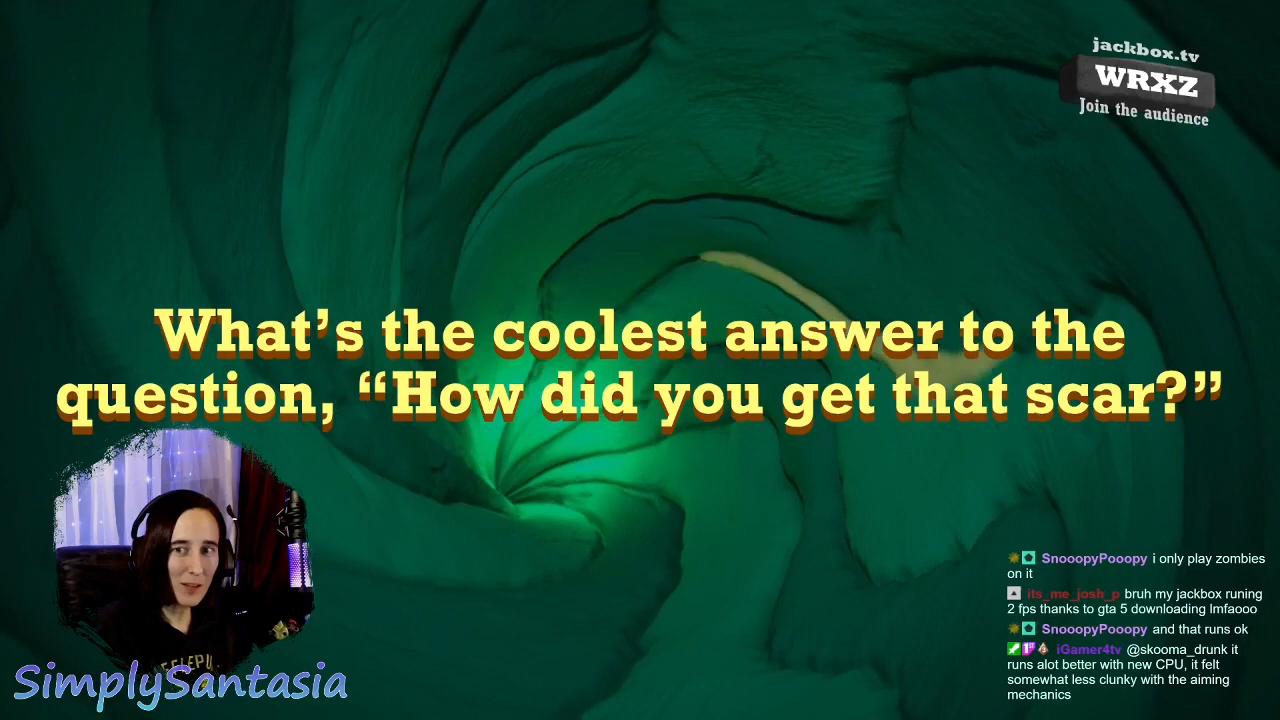 jackbox.tv
WRXZ
Join the audience
What's the coolest answer to the
question, “How did you get that scar?”
SimplySantasia
SnooopyPooopy i only play zombies
on it
its_me_josh_p bruh my jackbox runing
2 fps thanks to gta 5 downloading lmfaooo
SnooopyPooopy and that runs ok
iGamer4tv @skooma_drunk it
runs alot better with new CPU, it felt
somewhat less clunky with the aiming
mechanics